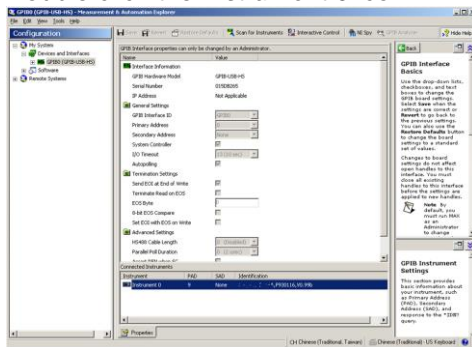 GPIB0 (GPIB-USB-HS) - Measurement & Automation Explorer
File Edit View Tools Help
Configuration
My System
Devices and Interfaces
GPIB0 (GPIB-USB-HS)
Software
Remote Systems
Save
Restore Defaults
Scan for Instruments
Interactive Control
NI Spy
Hide Help
GPIB Interface properties can only be changed by an Administrator.
Name
Value
Interface Information
GPIB Hardware Model
GPIB-USB-HS
Serial Number
IP Address
Not Applicable
General Settings
GPIB Interface ID
GPIB0
Primary Address
0
Secondary Address
None
System Controller
I/O Timeout
Autopolling
Termination Settings
Send EOI at End of Write
Terminate Read on EOS
EOS Byte
8-bit EOS Compare
Set EOI with EOS on Write
Advanced Settings
HS488 Cable Length
Parallel Poll Duration
Connected Instruments
Instrument
PAD
SAD
Identification
Instrument 0
9
None
Properties
Back
GPIB Interface
Basics
Use the drop-down lists,
checkboxes, and text
boxes to change the
GPIB board settings.
Select Save when the
settings are correct or
Revert to go back to
the previous settings.
You can also use the
Restore Defaults button
to change the board
settings to a standard
set of values.
Changes to board
settings do not affect
open handles to this
interface. You must
close all existing
handles to this interface
before the settings are
applied to new handles.
Note By
default, you
must run MAX
as an
Administrator
to change
GPIB Instrument
Settings
This section provides
basic information about
your instrument, such
as Primary Address
(PAD), Secondary
Address (SAD), and
response to the *IDN?
query.
CH Chinese (Traditional, Taiwan)
Chinese (Traditional) - US Keyboard